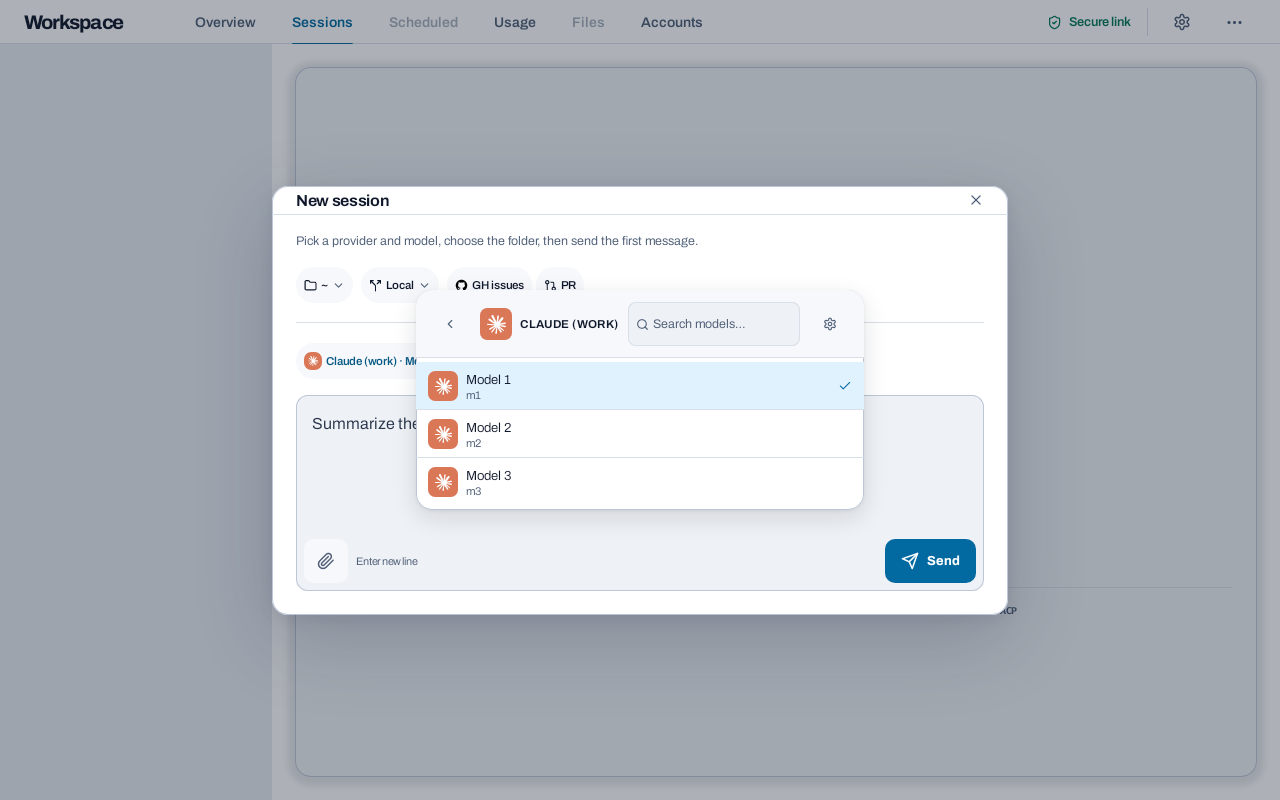 Workspace Overview Sessions Scheduled Usage Files Accounts Secure link
New session
Pick a provider and model, choose the folder, then send the first message.
~ Local GH issues PR
CLAUDE (WORK) Search models...
Claude (work) ·
Model 1
m1
Summarize the
Model 2
m2
Model 3
m3
Enter new line Send